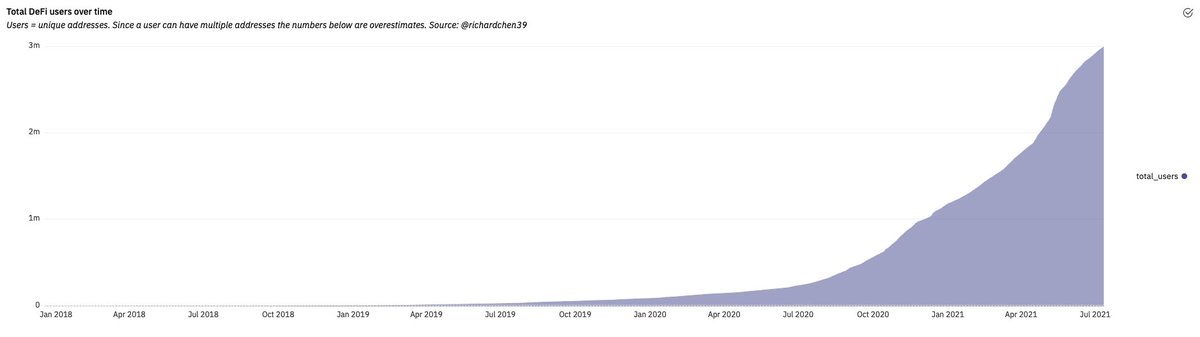 Total DeFi users over time
Users = unique addresses. Since a user can have multiple addresses the numbers below are overestimates. Source: @richardchen39
3m
2m
1m
0
Jan 2018 Apr 2018 Jul 2018 Oct 2018 Jan 2019 Apr 2019 Jul 2019 Oct 2019 Jan 2020 Apr 2020 Jul 2020 Oct 2020 Jan 2021 Apr 2021 Jul 2021
total_users